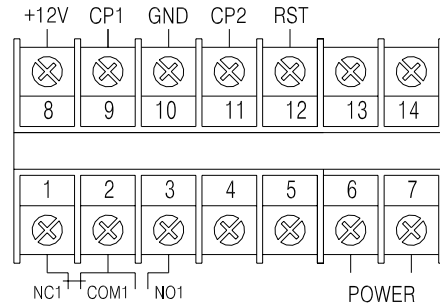 +12V CP1 GND CP2 RST
8 9 10 11 12 13 14
1 2 3 4 5 6 7
NC1 COM1 NO1 POWER